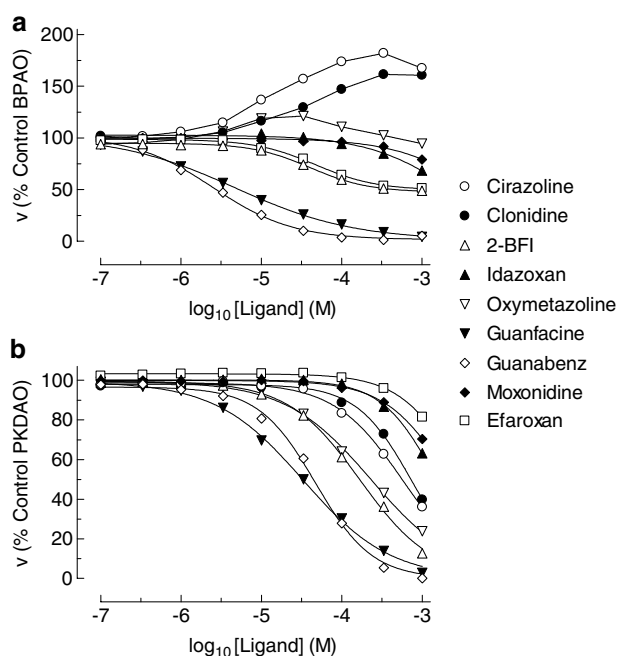 a
200
150
100
50
0
v (% Control BPAO)
-7 -6 -5 -4 -3
log10 [Ligand] (M)
b
100
80
60
40
20
0
v (% Control PKDAO)
-7 -6 -5 -4 -3
log10 [Ligand] (M)
Cirazoline
Clonidine
2-BFI
Idazoxan
Oxymetazoline
Guanfacine
Guanabenz
Moxonidine
Efaroxan